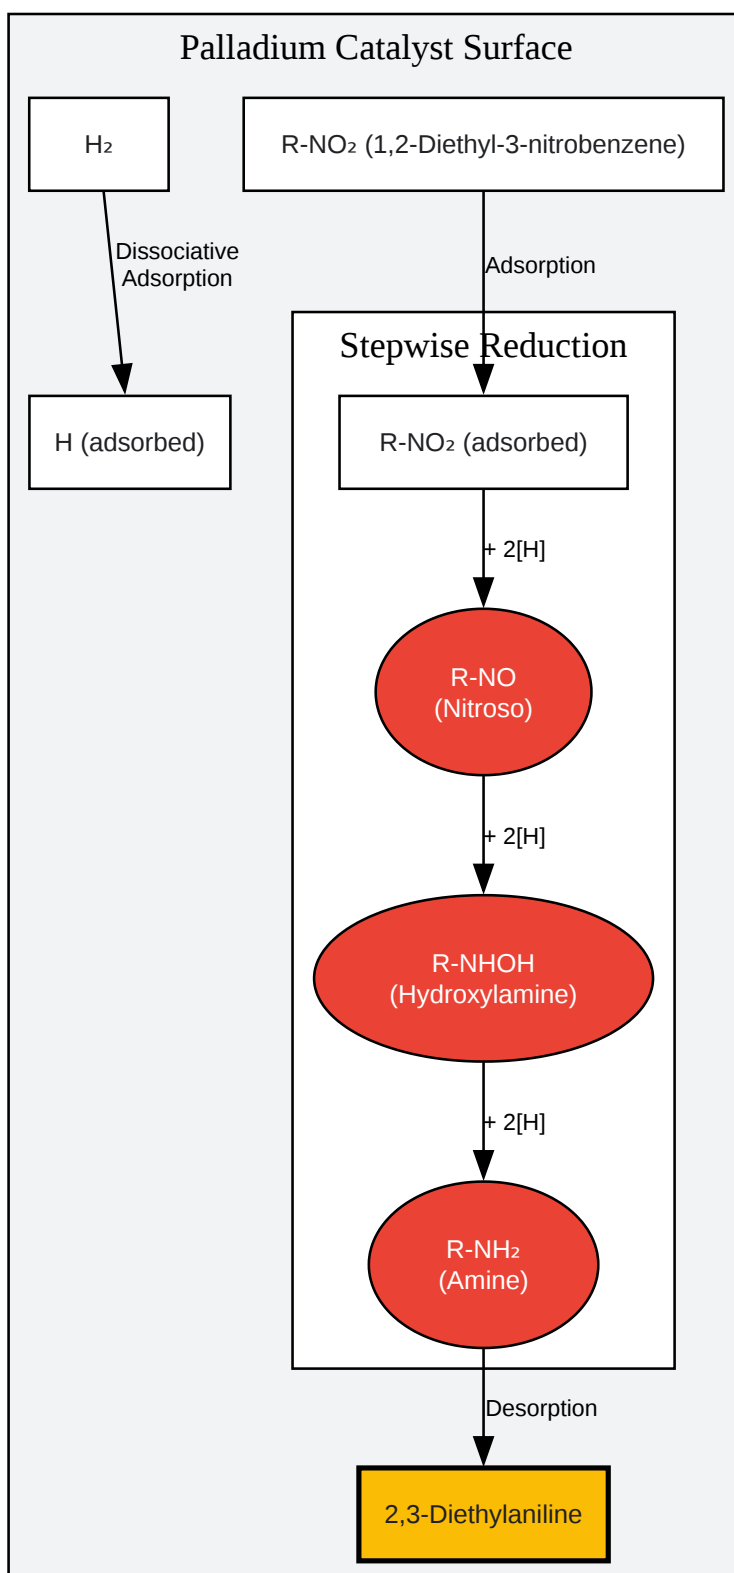 Palladium Catalyst Surface
H₂
R-NO₂ (1,2-Diethyl-3-nitrobenzene)
Dissociative
Adsorption
Adsorption
Stepwise Reduction
H (adsorbed)
R-NO₂ (adsorbed)
+ 2[H]
R-NO
(Nitroso)
+ 2[H]
R-NHOH
(Hydroxylamine)
+ 2[H]
R-NH₂
(Amine)
Desorption
2,3-Diethylaniline